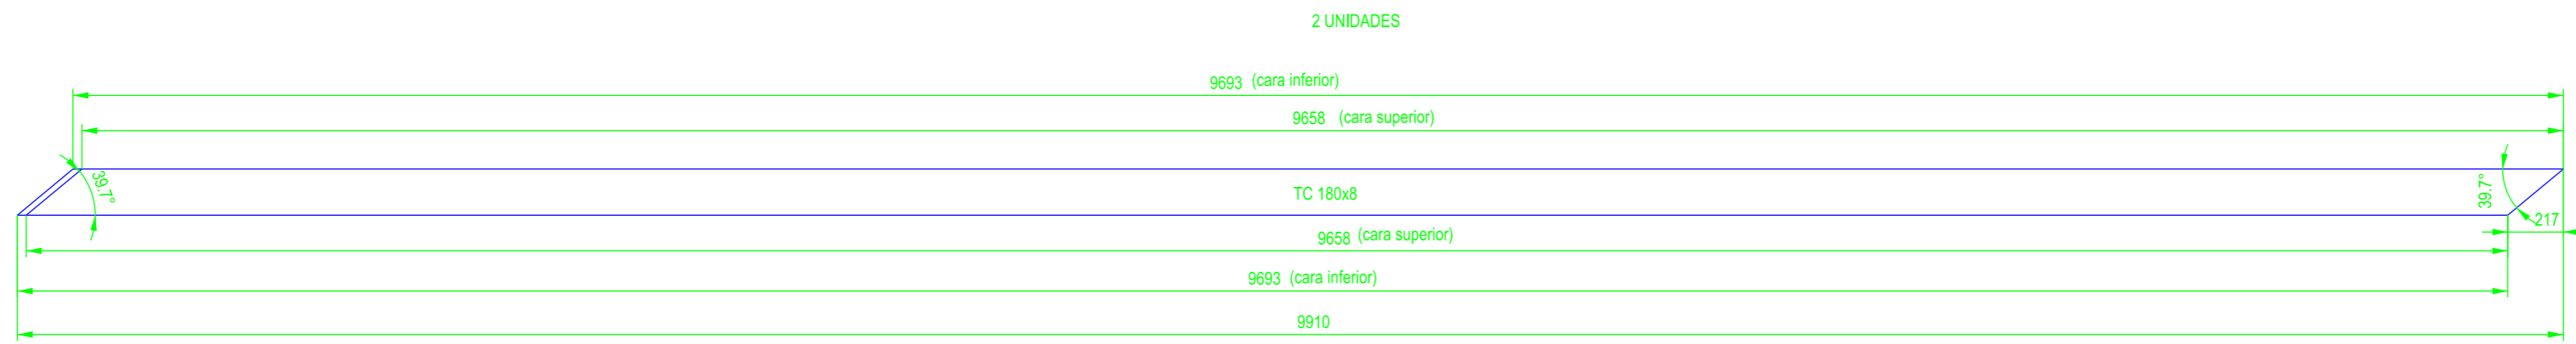 2 UNIDADES
9693 (cara inferior)
9658 (cara superior)
39.7°
TC 180x8
39.7°
217
9658 (cara superior)
9693 (cara inferior)
9910